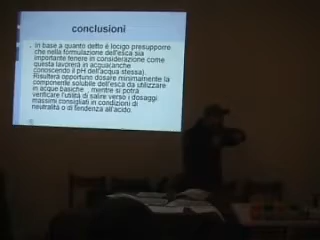 conclusioni
In base a quanto detto è locigo presupporre
che nella formulazione dell'esca sia
importante tenere in considerazione come
questa lavorerà in acqua(anche
conoscendo il pH dell'acqua stessa).
Risulterà opportuno dosare minimalmente la
componente solubile dell'esca da utilizzare
in acque basiche , mentre si potrà
verificare l'utilità di salire verso i dosaggi
massimi consigliati in condizioni di
neutralità o di tendenza all'acido